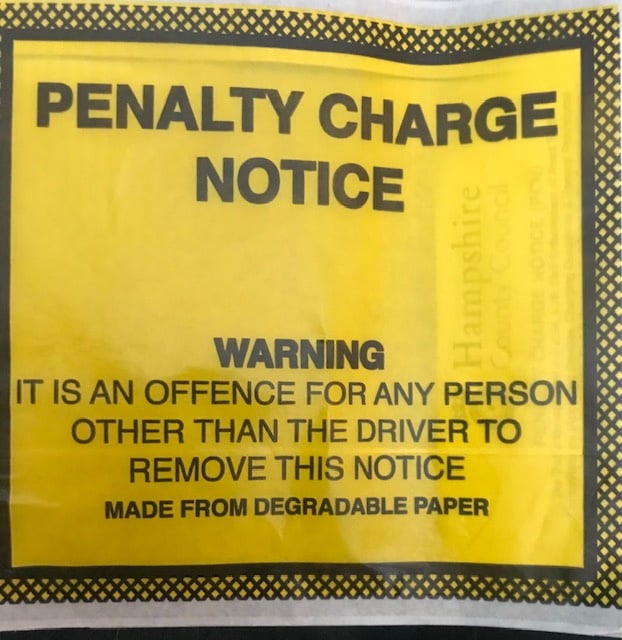 PENALTY CHARGE
NOTICE
Hampshire
County Council
WARNING
IT IS AN OFFENCE FOR ANY PERSON
OTHER THAN THE DRIVER TO
REMOVE THIS NOTICE
MADE FROM DEGRADABLE PAPER